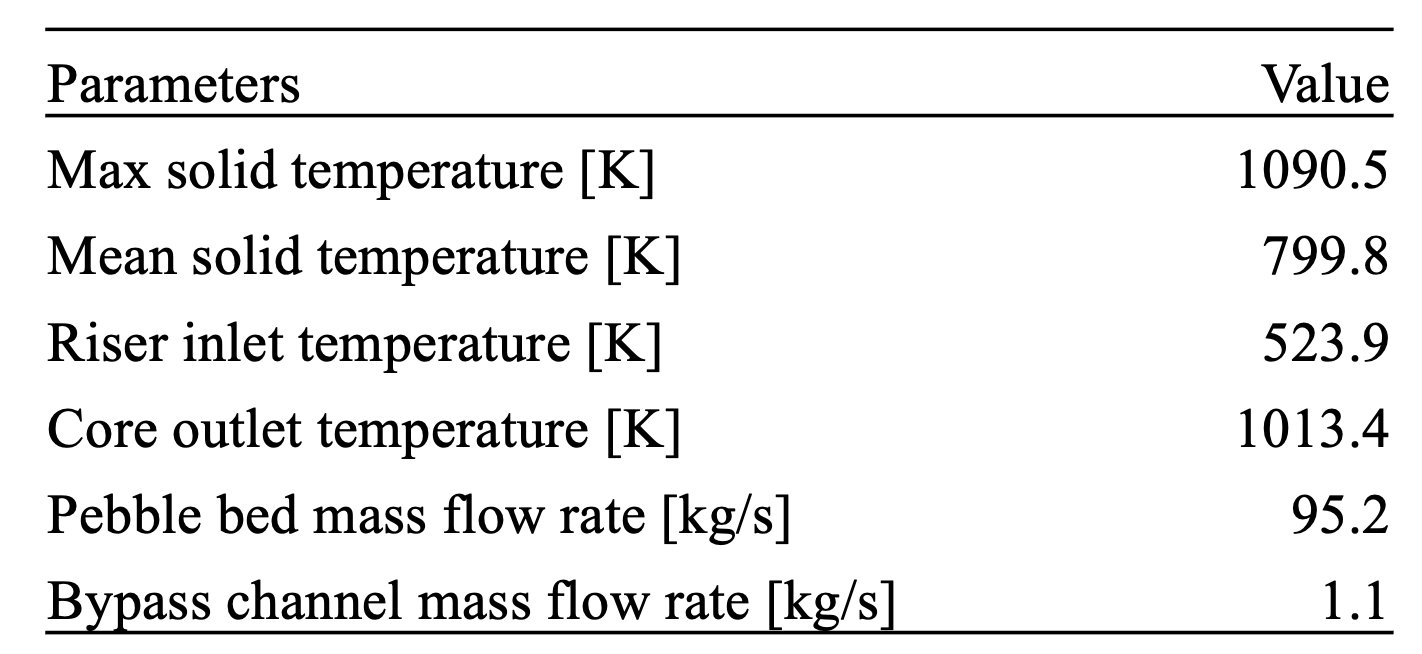 Parameters Value
Max solid temperature [K] 1090.5
Mean solid temperature [K] 799.8
Riser inlet temperature [K] 523.9
Core outlet temperature [K] 1013.4
Pebble bed mass flow rate [kg/s] 95.2
Bypass channel mass flow rate [kg/s] 1.1